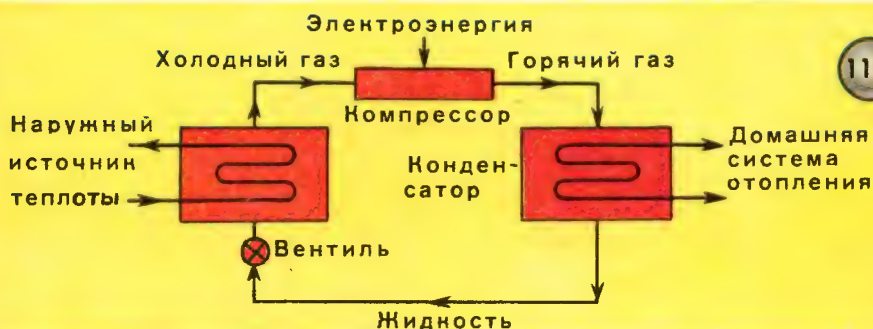 Электроэнергия
Холодный газ
Горячий газ
11
Компрессор
Наружный
источник
теплоты
Конден-
сатор
Домашняя
система
отопления
Вентиль
Жидкость